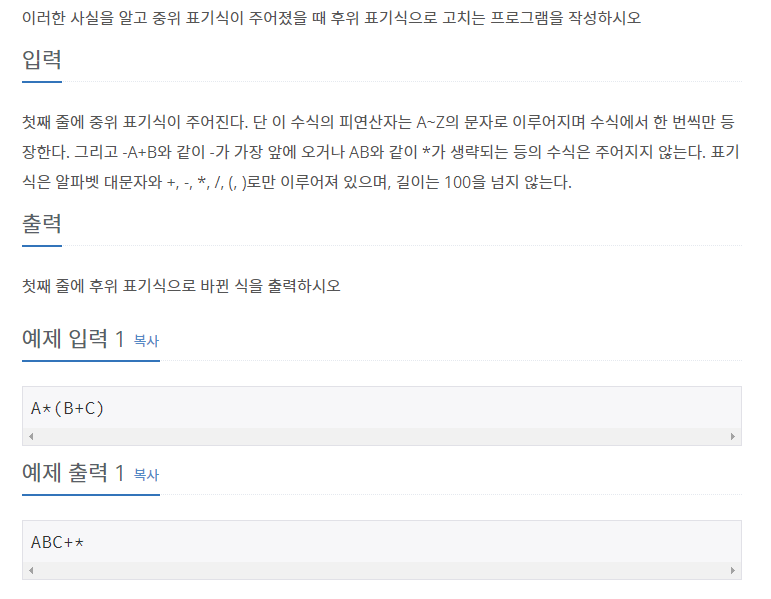 이러한 사실을 알고 중위 표기식이 주어졌을 때 후위 표기식으로 고치는 프로그램을 작성하시오
입력
첫째 줄에 중위 표기식이 주어진다. 단 이 수식의 피연산자는 A~Z의 문자로 이루어지며 수식에서 한 번씩만 등
장한다. 그리고 -A+B와 같이 -가 가장 앞에 오거나 AB와 같이 *가 생략되는 등의 수식은 주어지지 않는다. 표기
식은 알파벳 대문자와 +, -, *, /, (, )로만 이루어져 있으며, 길이는 100을 넘지 않는다.
출력
첫째 줄에 후위 표기식으로 바뀐 식을 출력하시오
예제 입력 1 복사
A*(B+C)
예제 출력 1 복사
ABC+*